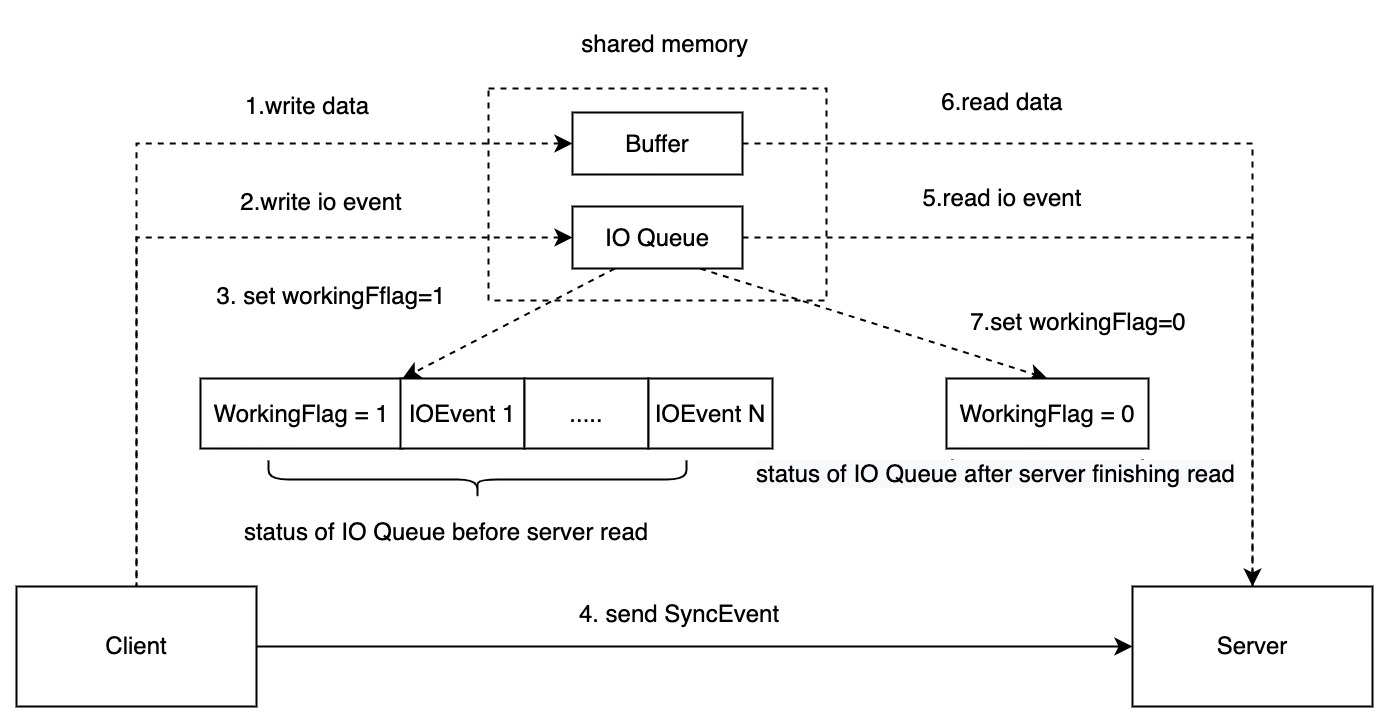 shared memory
1.write data
6.read data
Buffer
2.write io event
5.read io event
IO Queue
3. set workingFflag=1
7.set workingFlag=0
WorkingFlag = 1
IOEvent 1
.....
IOEvent N
WorkingFlag = 0
status of IO Queue after server finishing read
status of IO Queue before server read
4. send SyncEvent
Client
Server